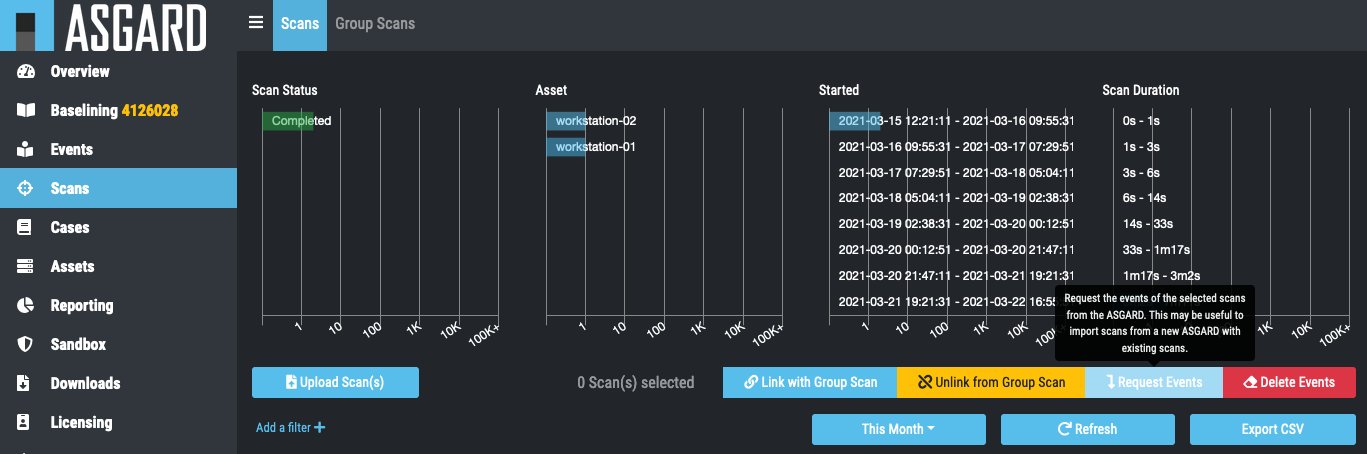 ASGARD
Scans
Group Scans
Overview
Baselining 4126028
Events
Scans
Cases
Assets
Reporting
Sandbox
Downloads
Licensing
Scan Status
Completed
1 10 100 1K 10K 100K+
Asset
workstation-02
workstation-01
1 10 100 1K 10K 100K+
Started
2021-03-15 12:21:11 - 2021-03-16 09:55:31
2021-03-16 09:55:31 - 2021-03-17 07:29:51
2021-03-17 07:29:51 - 2021-03-18 05:04:11
2021-03-18 05:04:11 - 2021-03-19 02:38:31
2021-03-19 02:38:31 - 2021-03-20 00:12:51
2021-03-20 00:12:51 - 2021-03-20 21:47:11
2021-03-20 21:47:11 - 2021-03-21 19:21:31
2021-03-21 19:21:31 - 2021-03-22 16:55
1 10 100 1K 10K
Scan Duration
0s - 1s
1s - 3s
3s - 6s
6s - 14s
14s - 33s
33s - 1m17s
1m17s - 3m2s
1K 10K 100K+
Request the events of the selected scans
from the ASGARD. This may be useful to
import scans from a new ASGARD with
existing scans.
Upload Scan(s)
0 Scan(s) selected
Link with Group Scan
Unlink from Group Scan
Request Events
Delete Events
Add a filter +
This Month
Refresh
Export CSV